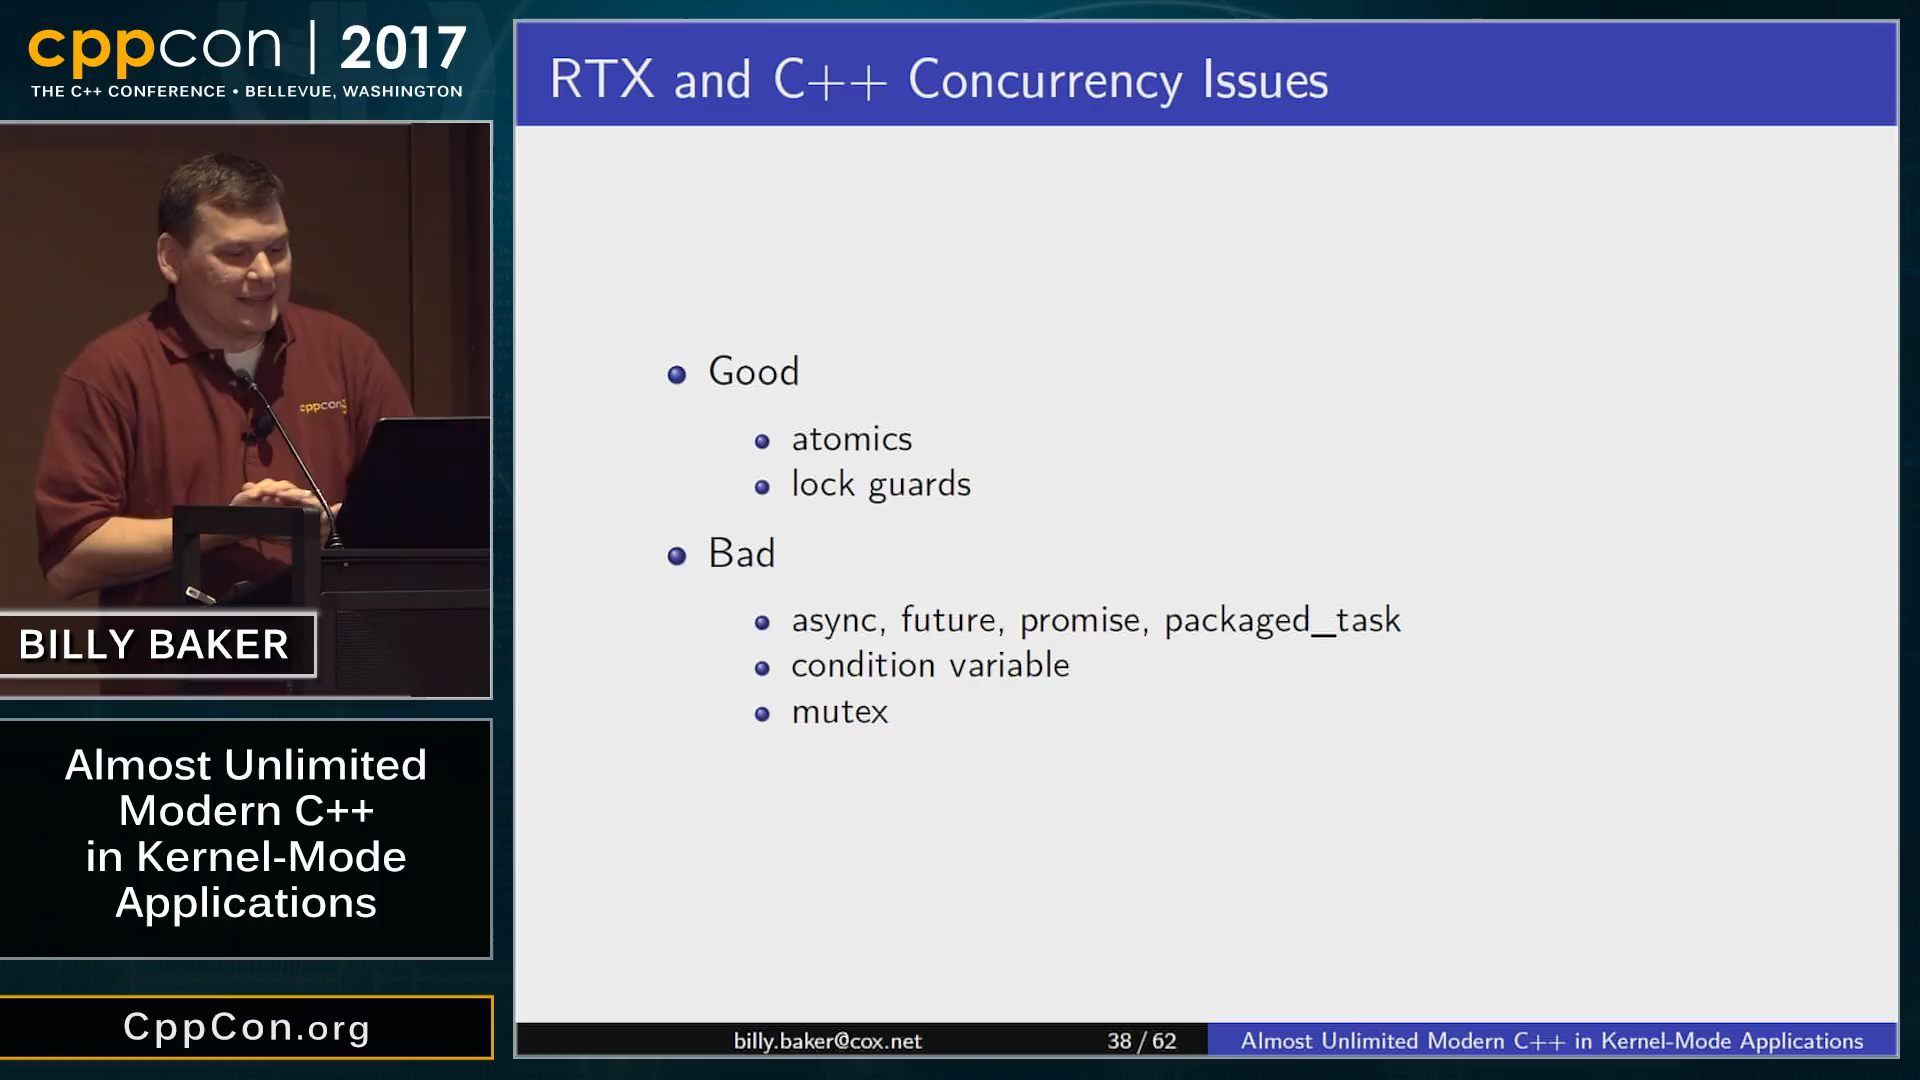 cppcon | 2017
THE C++ CONFERENCE • BELLEVUE, WASHINGTON
cppcon
BILLY BAKER
Almost Unlimited
Modern C++
in Kernel-Mode
Applications
CppCon.org
RTX and C++ Concurrency Issues
Good
atomics
lock guards
Bad
async, future, promise, packaged_task
condition variable
mutex
billy.baker@cox.net
38 / 62
Almost Unlimited Modern C++ in Kernel-Mode Applications